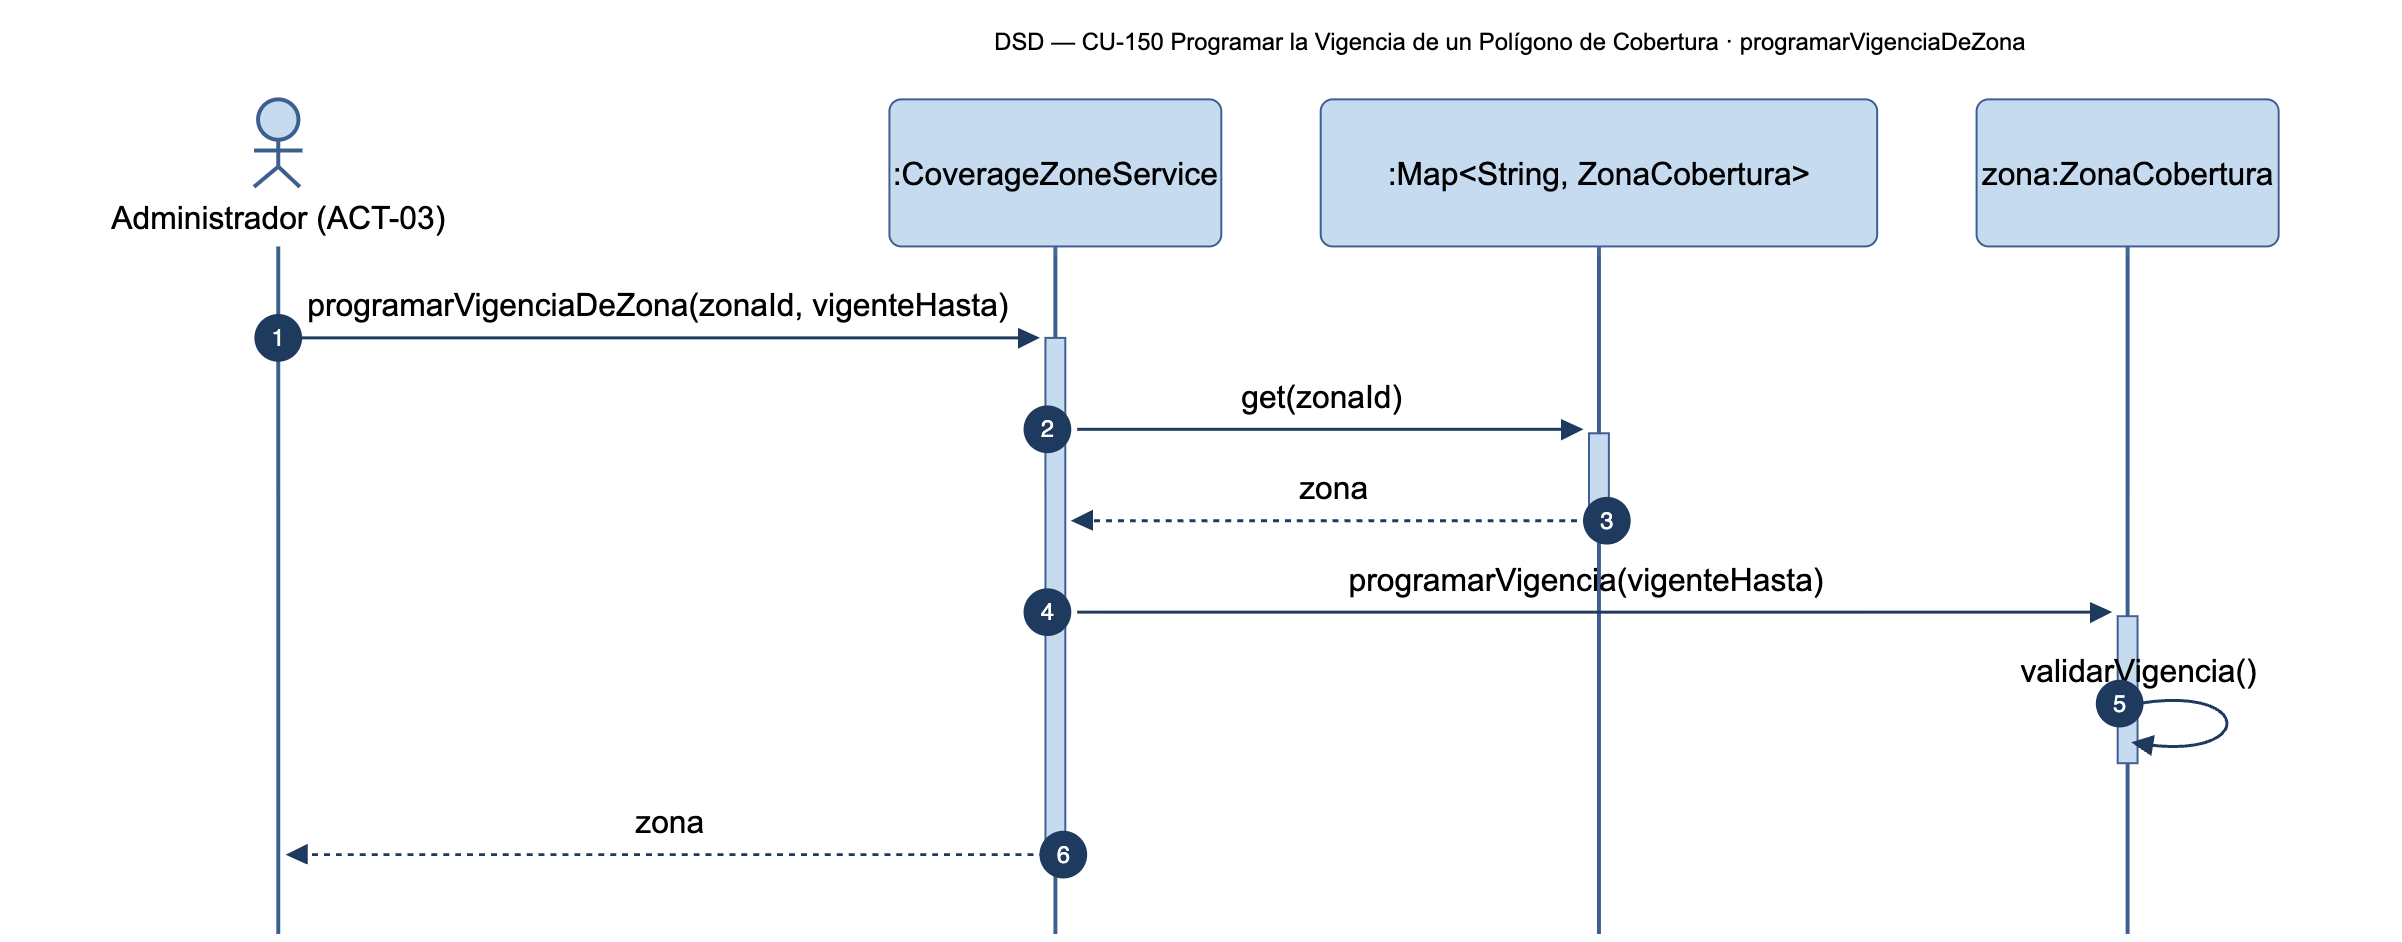 DSD — CU-150 Programar la Vigencia de un Polígono de Cobertura · programarVigenciaDeZona
Administrador (ACT-03)
:CoverageZoneService
:Map<String, ZonaCobertura>
zona:ZonaCobertura
programarVigenciaDeZona(zonaId, vigenteHasta)
1
get(zonaId)
2
zona
3
programarVigencia(vigenteHasta)
4
validarVigencia()
5
zona
6